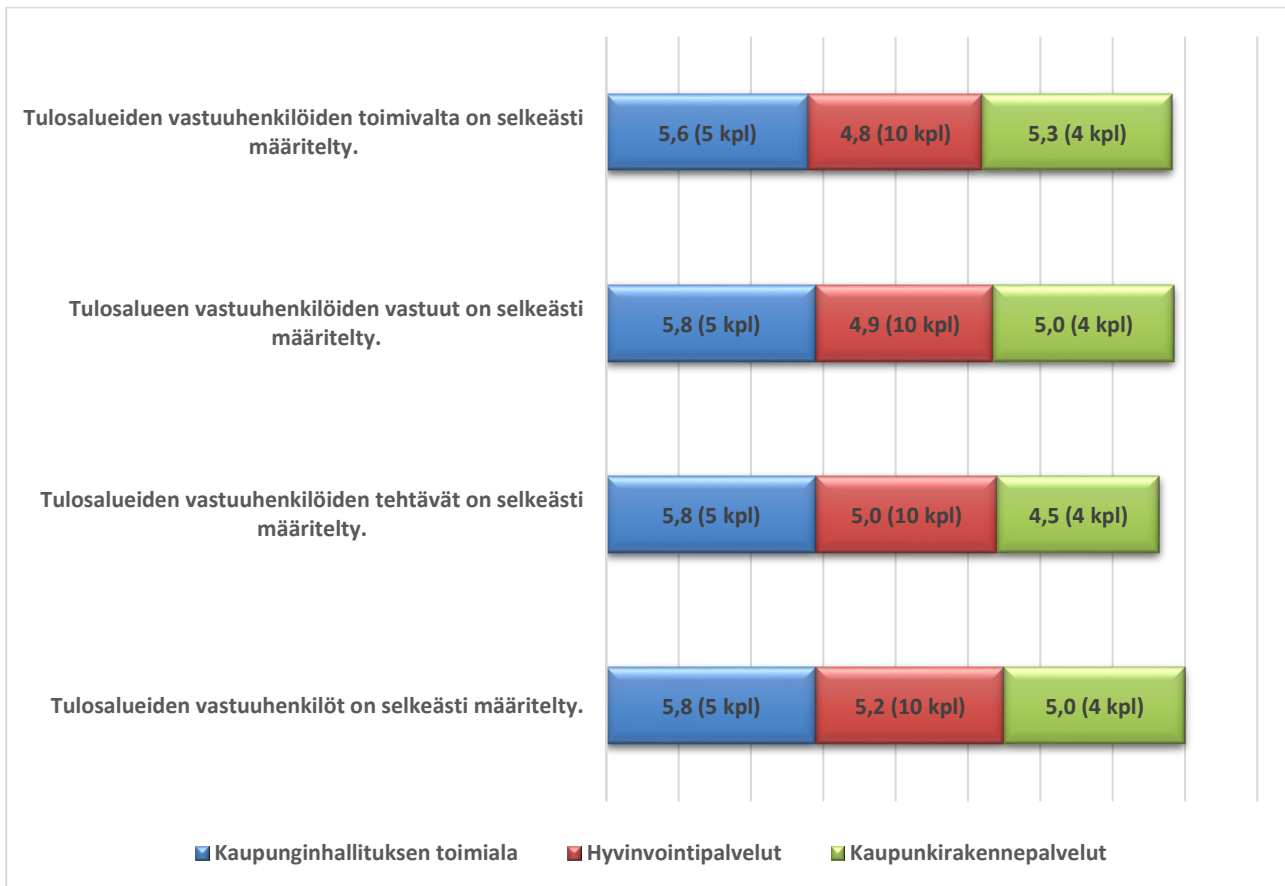 Tulosalueiden vastuuhenkilöiden toimivalta on selkeästi
määritelty.
5,6 (5 kpl) 4,8 (10 kpl) 5,3 (4 kpl)
Tulosalueen vastuuhenkilöiden vastuut on selkeästi
määritelty.
5,8 (5 kpl) 4,9 (10 kpl) 5,0 (4 kpl)
Tulosalueiden vastuuhenkilöiden tehtävät on selkeästi
määritelty.
5,8 (5 kpl) 5,0 (10 kpl) 4,5 (4 kpl)
Tulosalueiden vastuuhenkilöt on selkeästi määritelty.
5,8 (5 kpl) 5,2 (10 kpl) 5,0 (4 kpl)
Kaupunginhallituksen toimiala Hyvinvointipalvelut Kaupunkirakennepalvelut